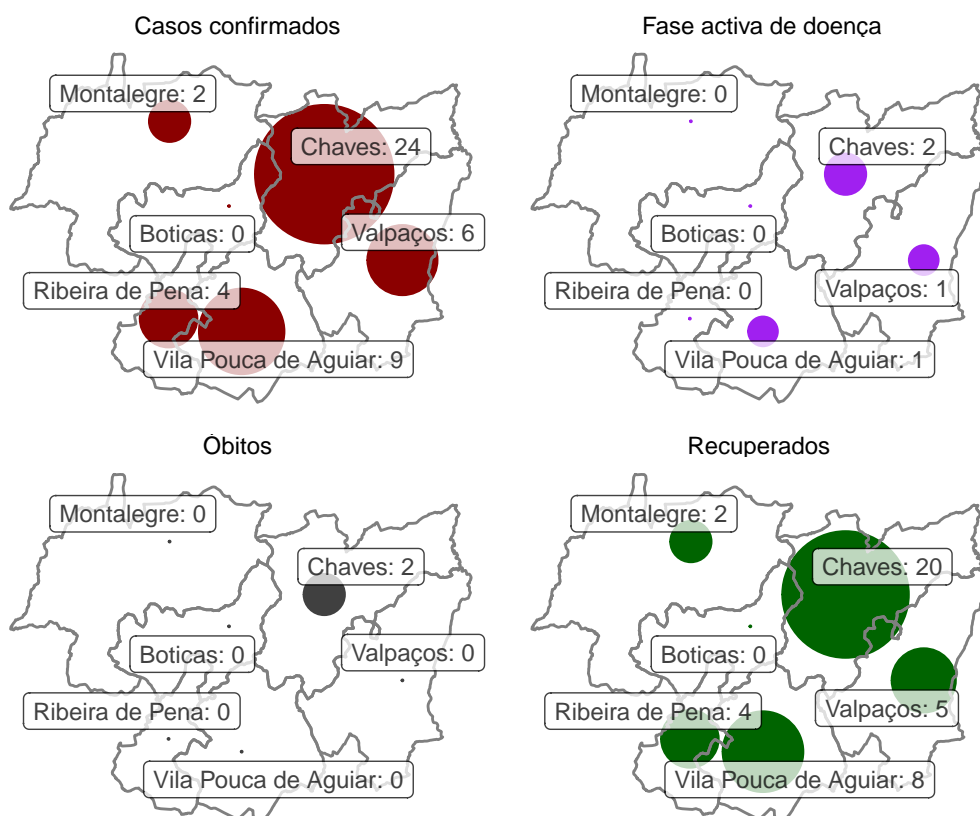 Casos confirmados
Montalegre: 2
Chaves: 24
Boticas: 0
Valpaços: 6
Ribeira de Pena: 4
Vila Pouca de Aguiar: 9
Fase activa de doença
Montalegre: 0
Chaves: 2
Boticas: 0
Ribeira de Pena: 0
Valpaços: 1
Vila Pouca de Aguiar: 1
Óbitos
Montalegre: 0
Chaves: 2
Boticas: 0
Valpaços: 0
Ribeira de Pena: 0
Vila Pouca de Aguiar: 0
Recuperados
Montalegre: 2
Chaves: 20
Boticas: 0
Valpaços: 5
Ribeira de Pena: 4
Vila Pouca de Aguiar: 8